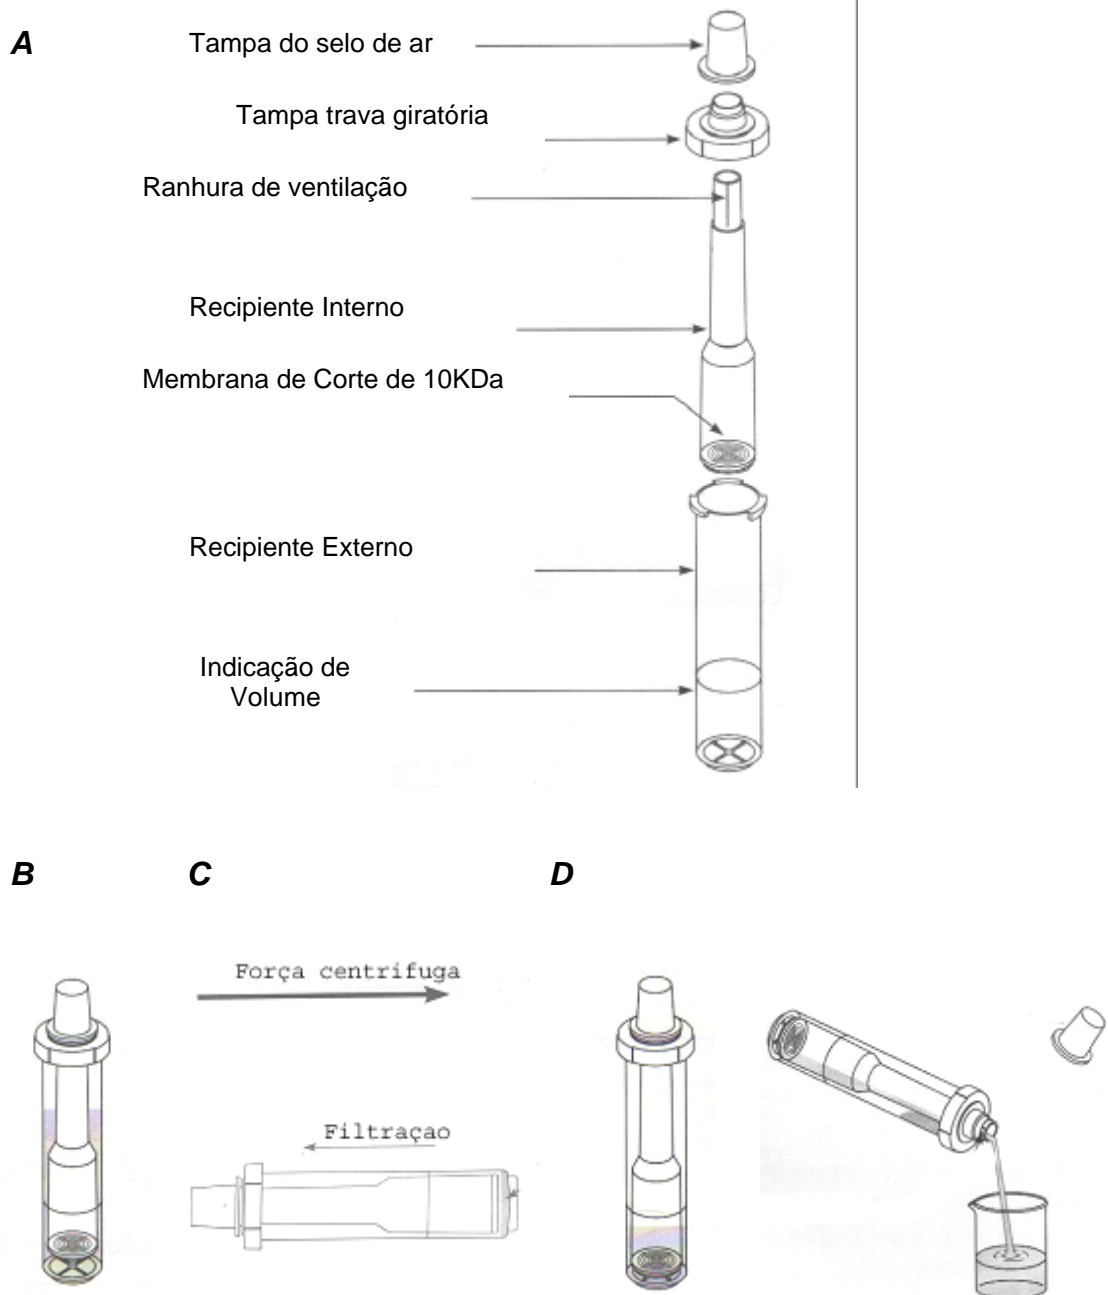 A
Tampa do selo de ar
Tampa trava giratória
Ranhura de ventilação
Recipiente Interno
Membrana de Corte de 10KDa
Recipiente Externo
Indicação de
Volume
B
C
D
Força centrifuga
Filtraçao